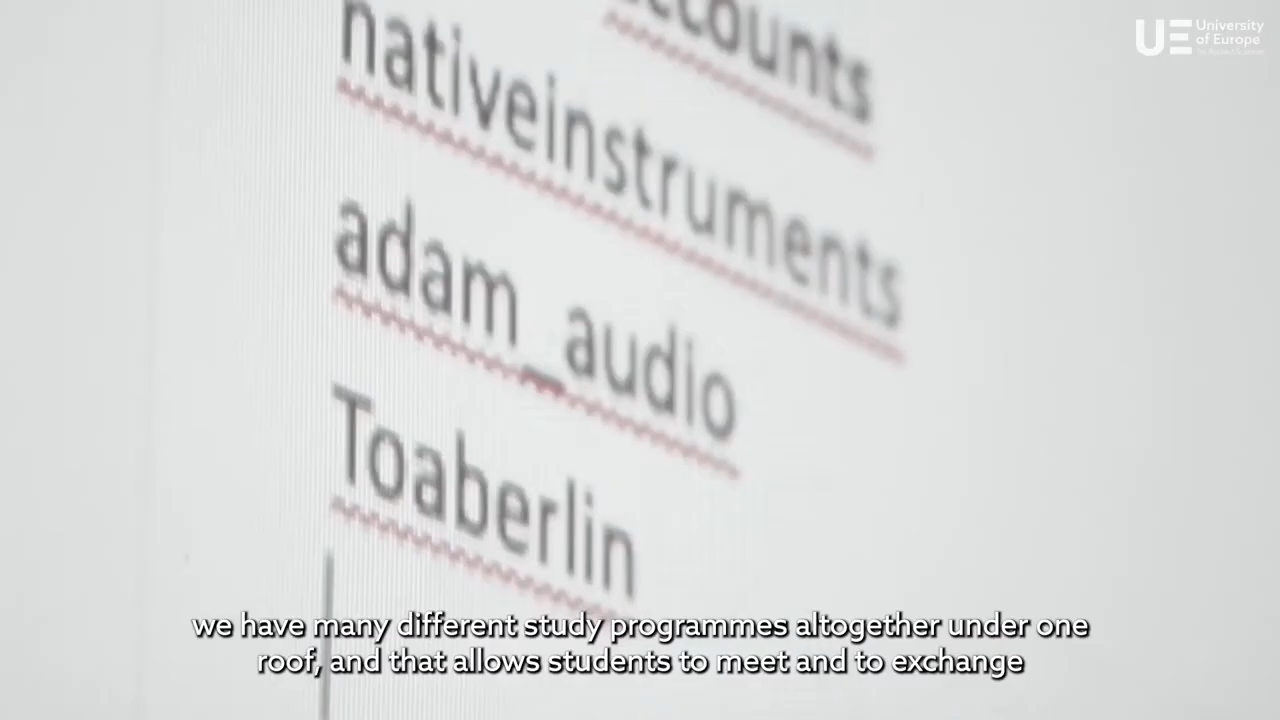 accounts
nativeinstruments
adam_audio
Toaberlin
UE University
of Europe
we have many different study programmes altogether under one
roof, and that allows students to meet and to exchange